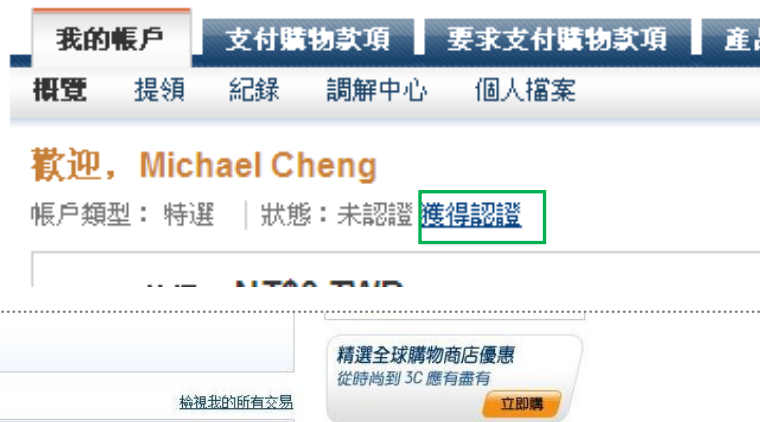 我的帳戶 支付購物款項 要求支付購物款項
概覽 提領 紀錄 調解中心 個人檔案
歡迎，Michael Cheng
帳戶類型： 特選 | 狀態：未認證 獲得認證
精選全球購物商店優惠
從時尚到 3C 應有盡有
立即購
檢視我的所有交易